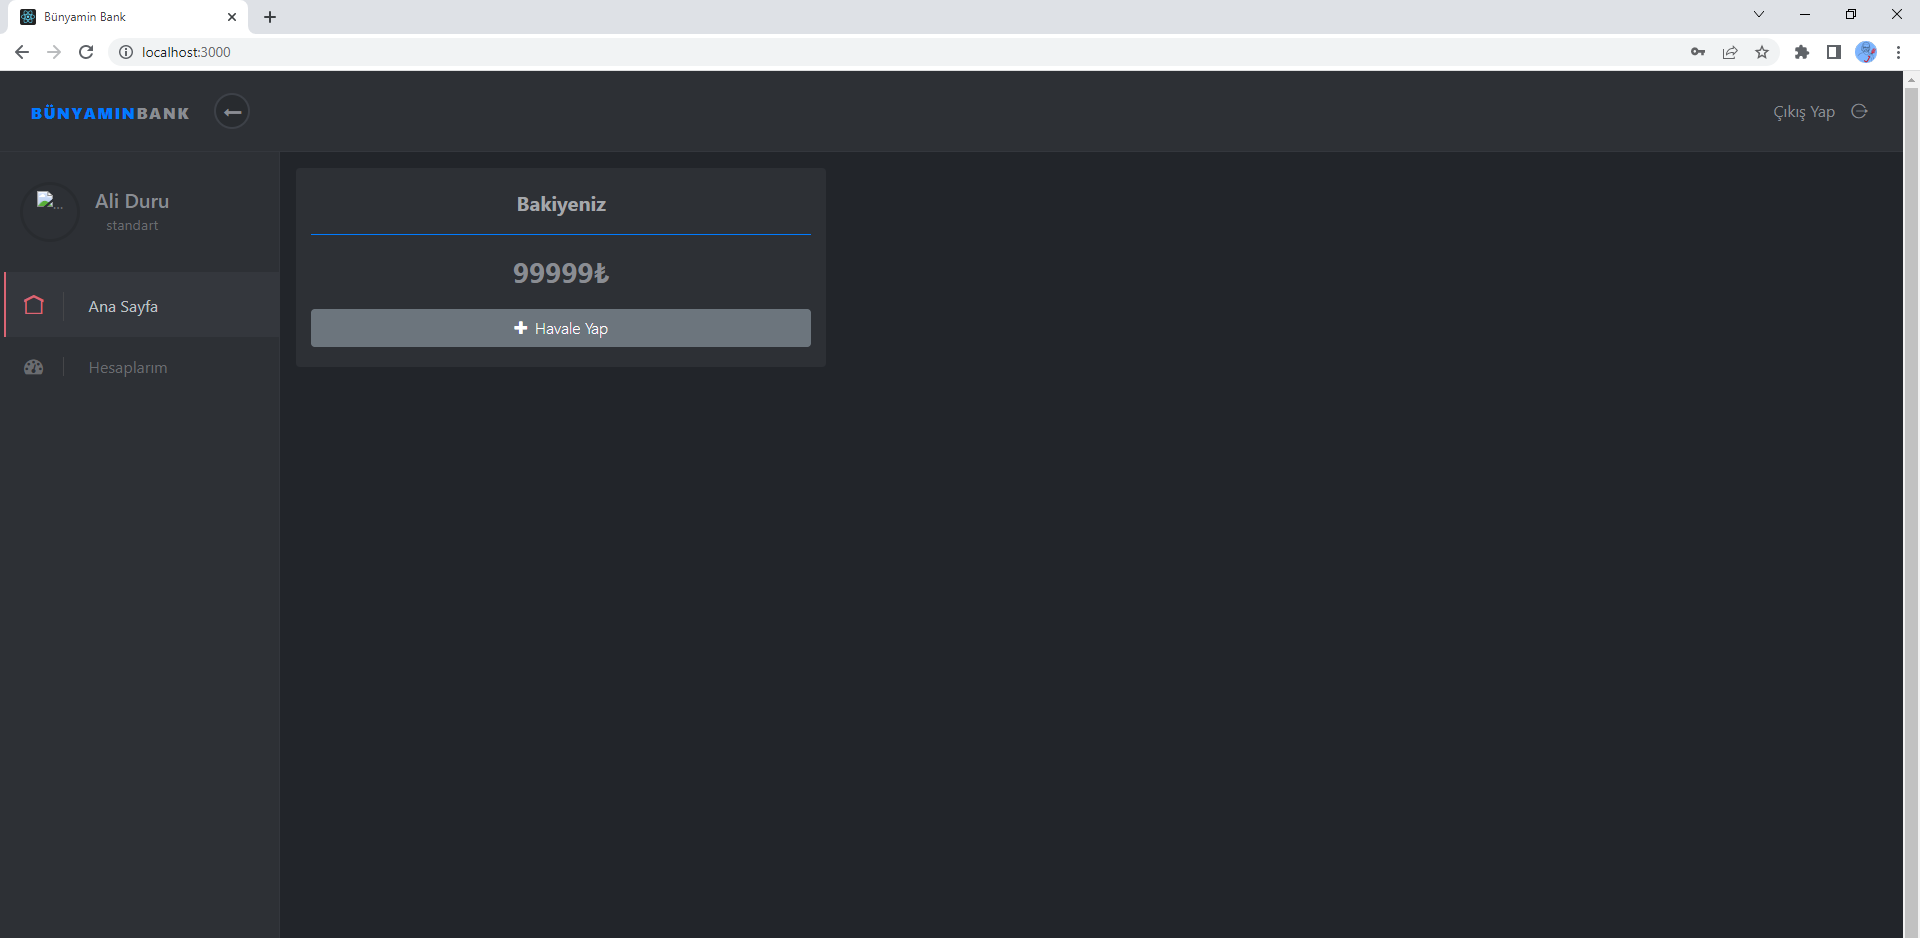 Bünyamin Bank
localhost:3000
BÜNYAMINBANK
Çıkış Yap
Ali Duru
standart
Ana Sayfa
Hesaplarım
Bakiyeniz
99999₺
Havale Yap